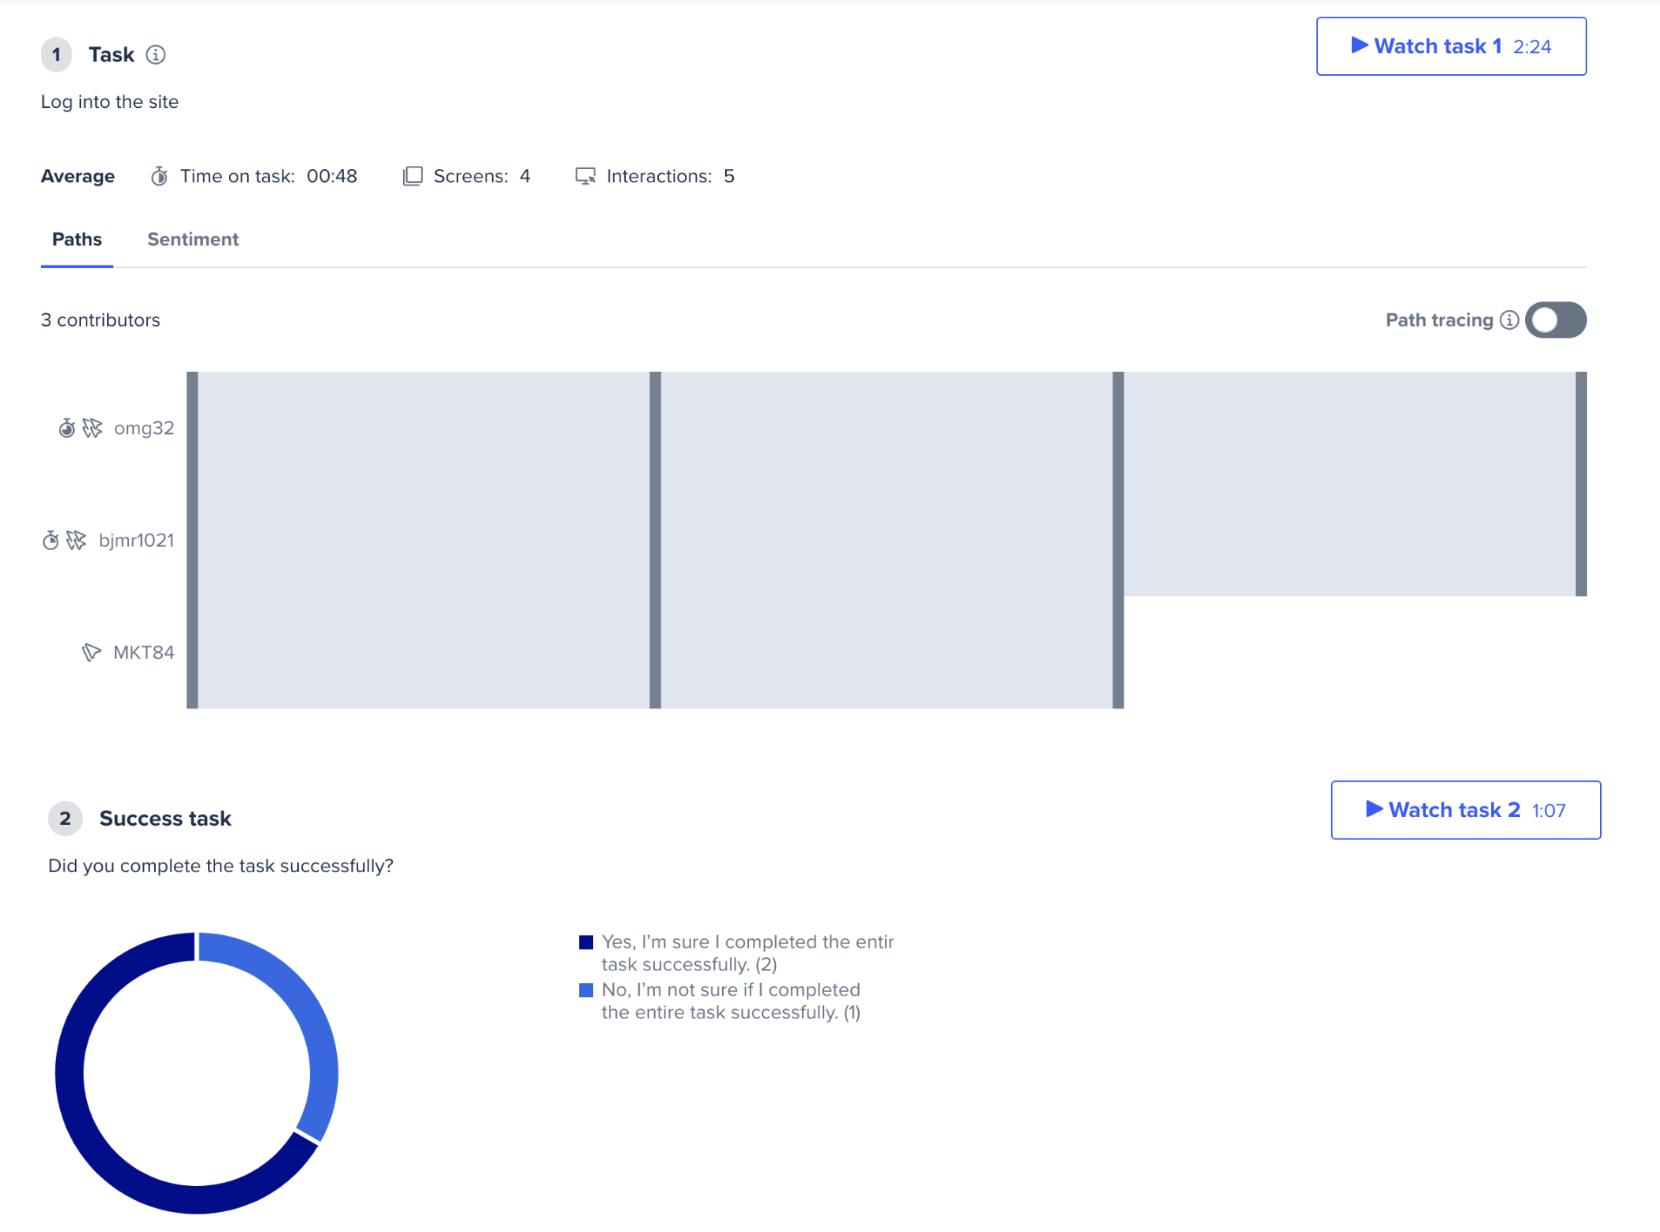 1 Task
Watch task 1 2:24
Log into the site
Average Time on task: 00:48 Screens: 4 Interactions: 5
Paths Sentiment
3 contributors
Path tracing
omg32
bjmr1021
MKT84
2 Success task
Watch task 2 1:07
Did you complete the task successfully?
Yes, I'm sure I completed the entir
task successfully. (2)
No, I'm not sure if I completed
the entire task successfully. (1)